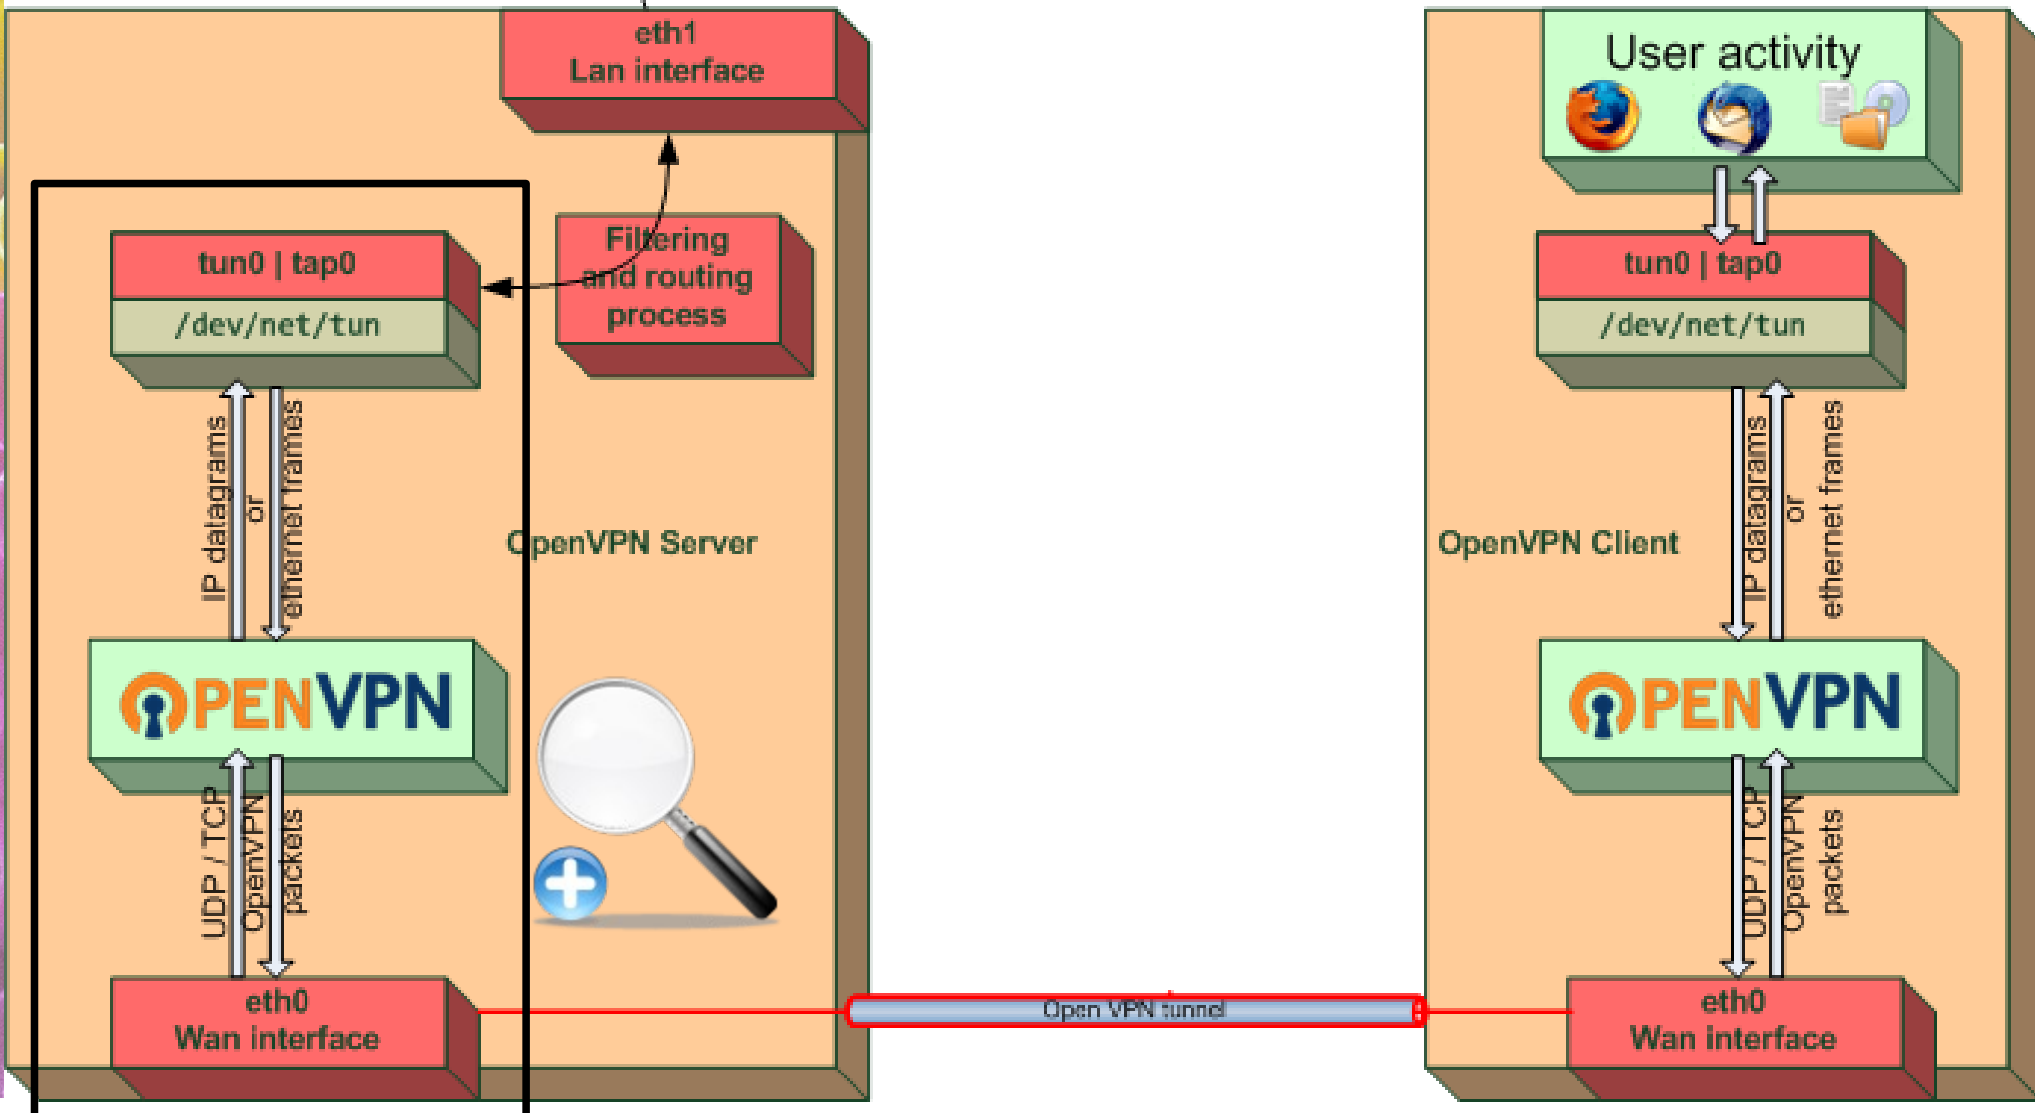 eth1
Lan interface
tun0 | tap0
/dev/net/tun
Filtering
and routing
process
IP datagrams
or
ethernet frames
OpenVPN Server
OPENVPN
UDP / TCP
OpenVPN
packets
eth0
Wan interface
Open VPN tunnel
User activity
tun0 | tap0
/dev/net/tun
IP datagrams
or
ethernet frames
OpenVPN Client
OPENVPN
UDP / TCP
OpenVPN
packets
eth0
Wan interface